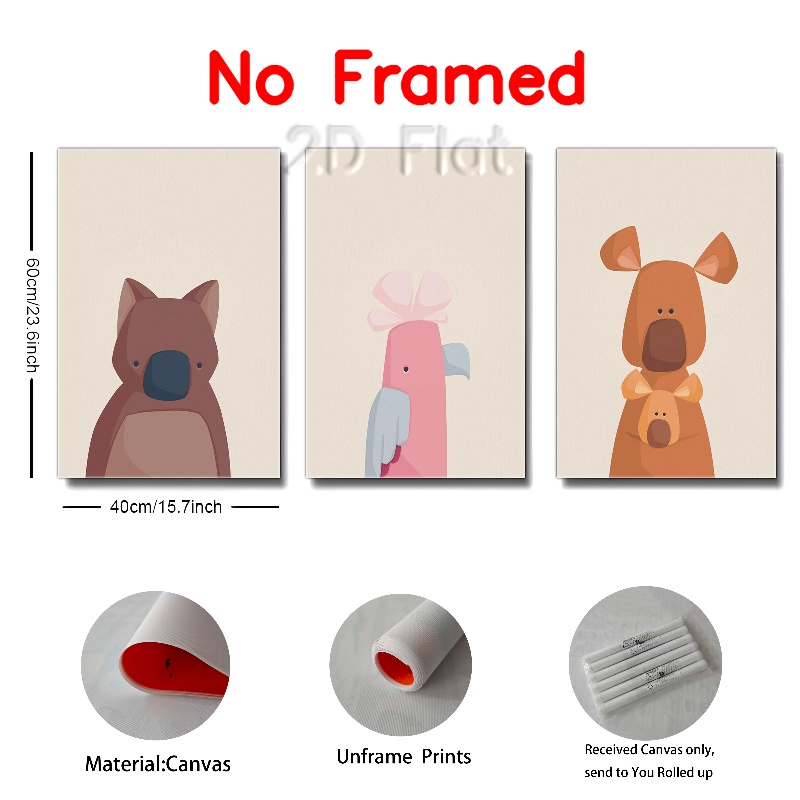 No Framed
2D Flat
60cm/23.6inch
40cm/15.7inch
Material:Canvas
Unframe Prints
Received Canvas only,
send to You Rolled up